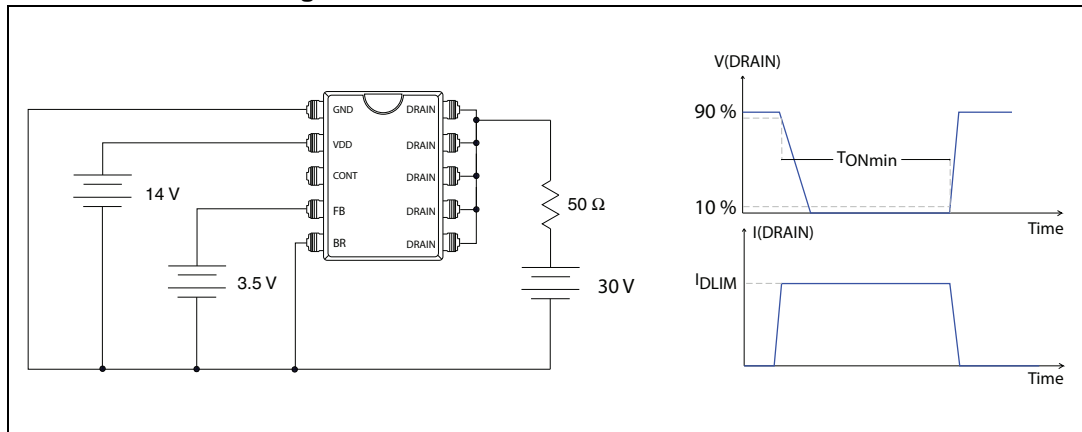 GND DRAIN
VDD DRAIN
CONT DRAIN
FB DRAIN
BR DRAIN
14 V
3.5 V
50 Ω
30 V
V(DRAIN)
90 %
TONmin
10 %
Time
I(DRAIN)
IDLIM
Time